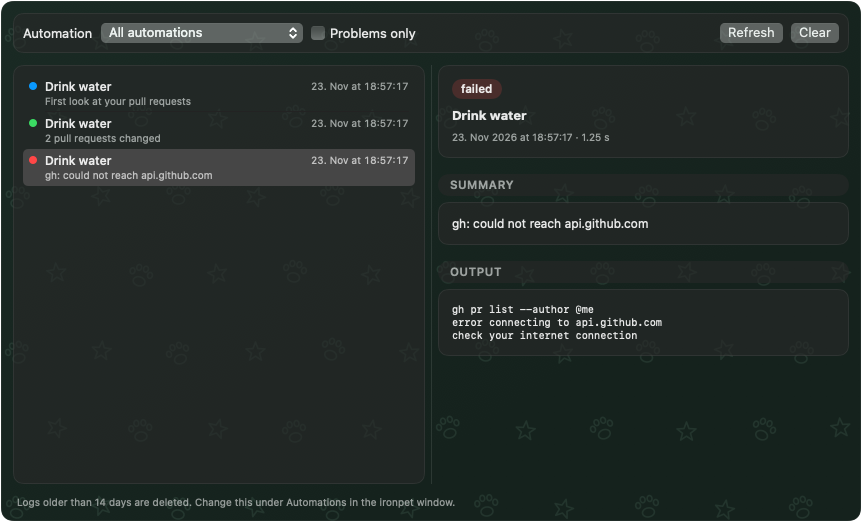 Automation All automations Problems only Refresh Clear
Drink water 23. Nov at 18:57:17
First look at your pull requests
Drink water 23. Nov at 18:57:17
2 pull requests changed
Drink water 23. Nov at 18:57:17
gh: could not reach api.github.com
failed
Drink water
23. Nov 2026 at 18:57:17 · 1.25 s
SUMMARY
gh: could not reach api.github.com
OUTPUT
gh pr list --author @me
error connecting to api.github.com
check your internet connection
Logs older than 14 days are deleted. Change this under Automations in the ironpet window.